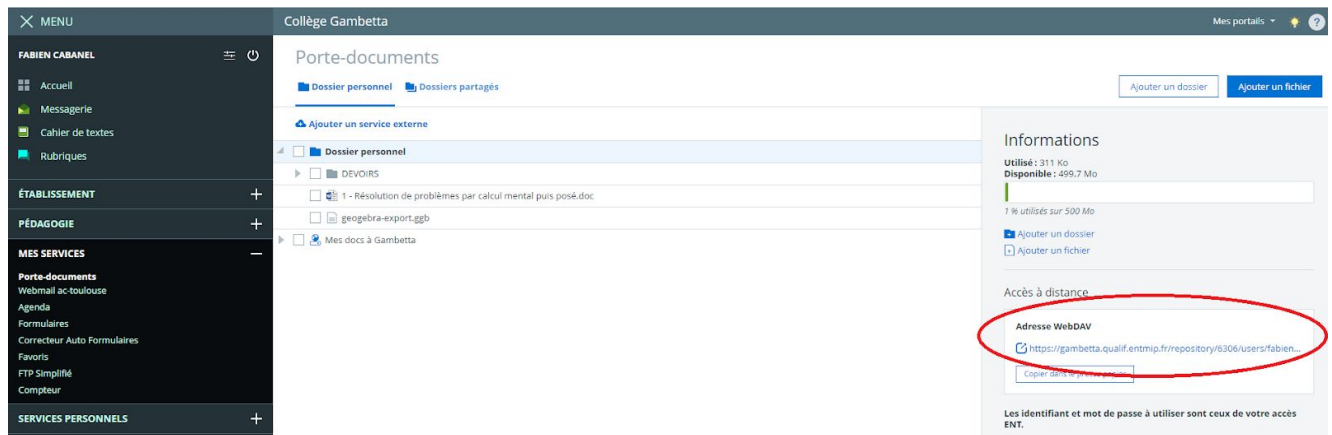 MENU
Collège Gambetta
Mes portails
?
FABIEN CABANEL
Accueil
Messagerie
Cahier de textes
Rubriques
ÉTABLISSEMENT
PÉDAGOGIE
MES SERVICES
Porte-documents
Webmail ac-toulouse
Agenda
Formulaires
Correcteur Auto Formulaires
Favoris
FTP Simplifié
Compteur
SERVICES PERSONNELS
Porte-documents
Dossier personnel
Dossiers partagés
Ajouter un dossier
Ajouter un fichier
Ajouter un service externe
Dossier personnel
DEVOIRS
1 - Résolution de problèmes par calcul mental puis posé.doc
geogebra-export.ggb
Mes docs à Gambetta
Informations
Utilisé : 311 Ko
Disponible : 499.7 Mo
1 % utilisés sur 500 Mo
Ajouter un dossier
Ajouter un fichier
Accès à distance
Adresse WebDAV
https://gambetta.qualif.entmip.fr/repository/6306/users/fabien...
Copier dans le presse papier
Les identifiant et mot de passe à utiliser sont ceux de votre accès
ENT.